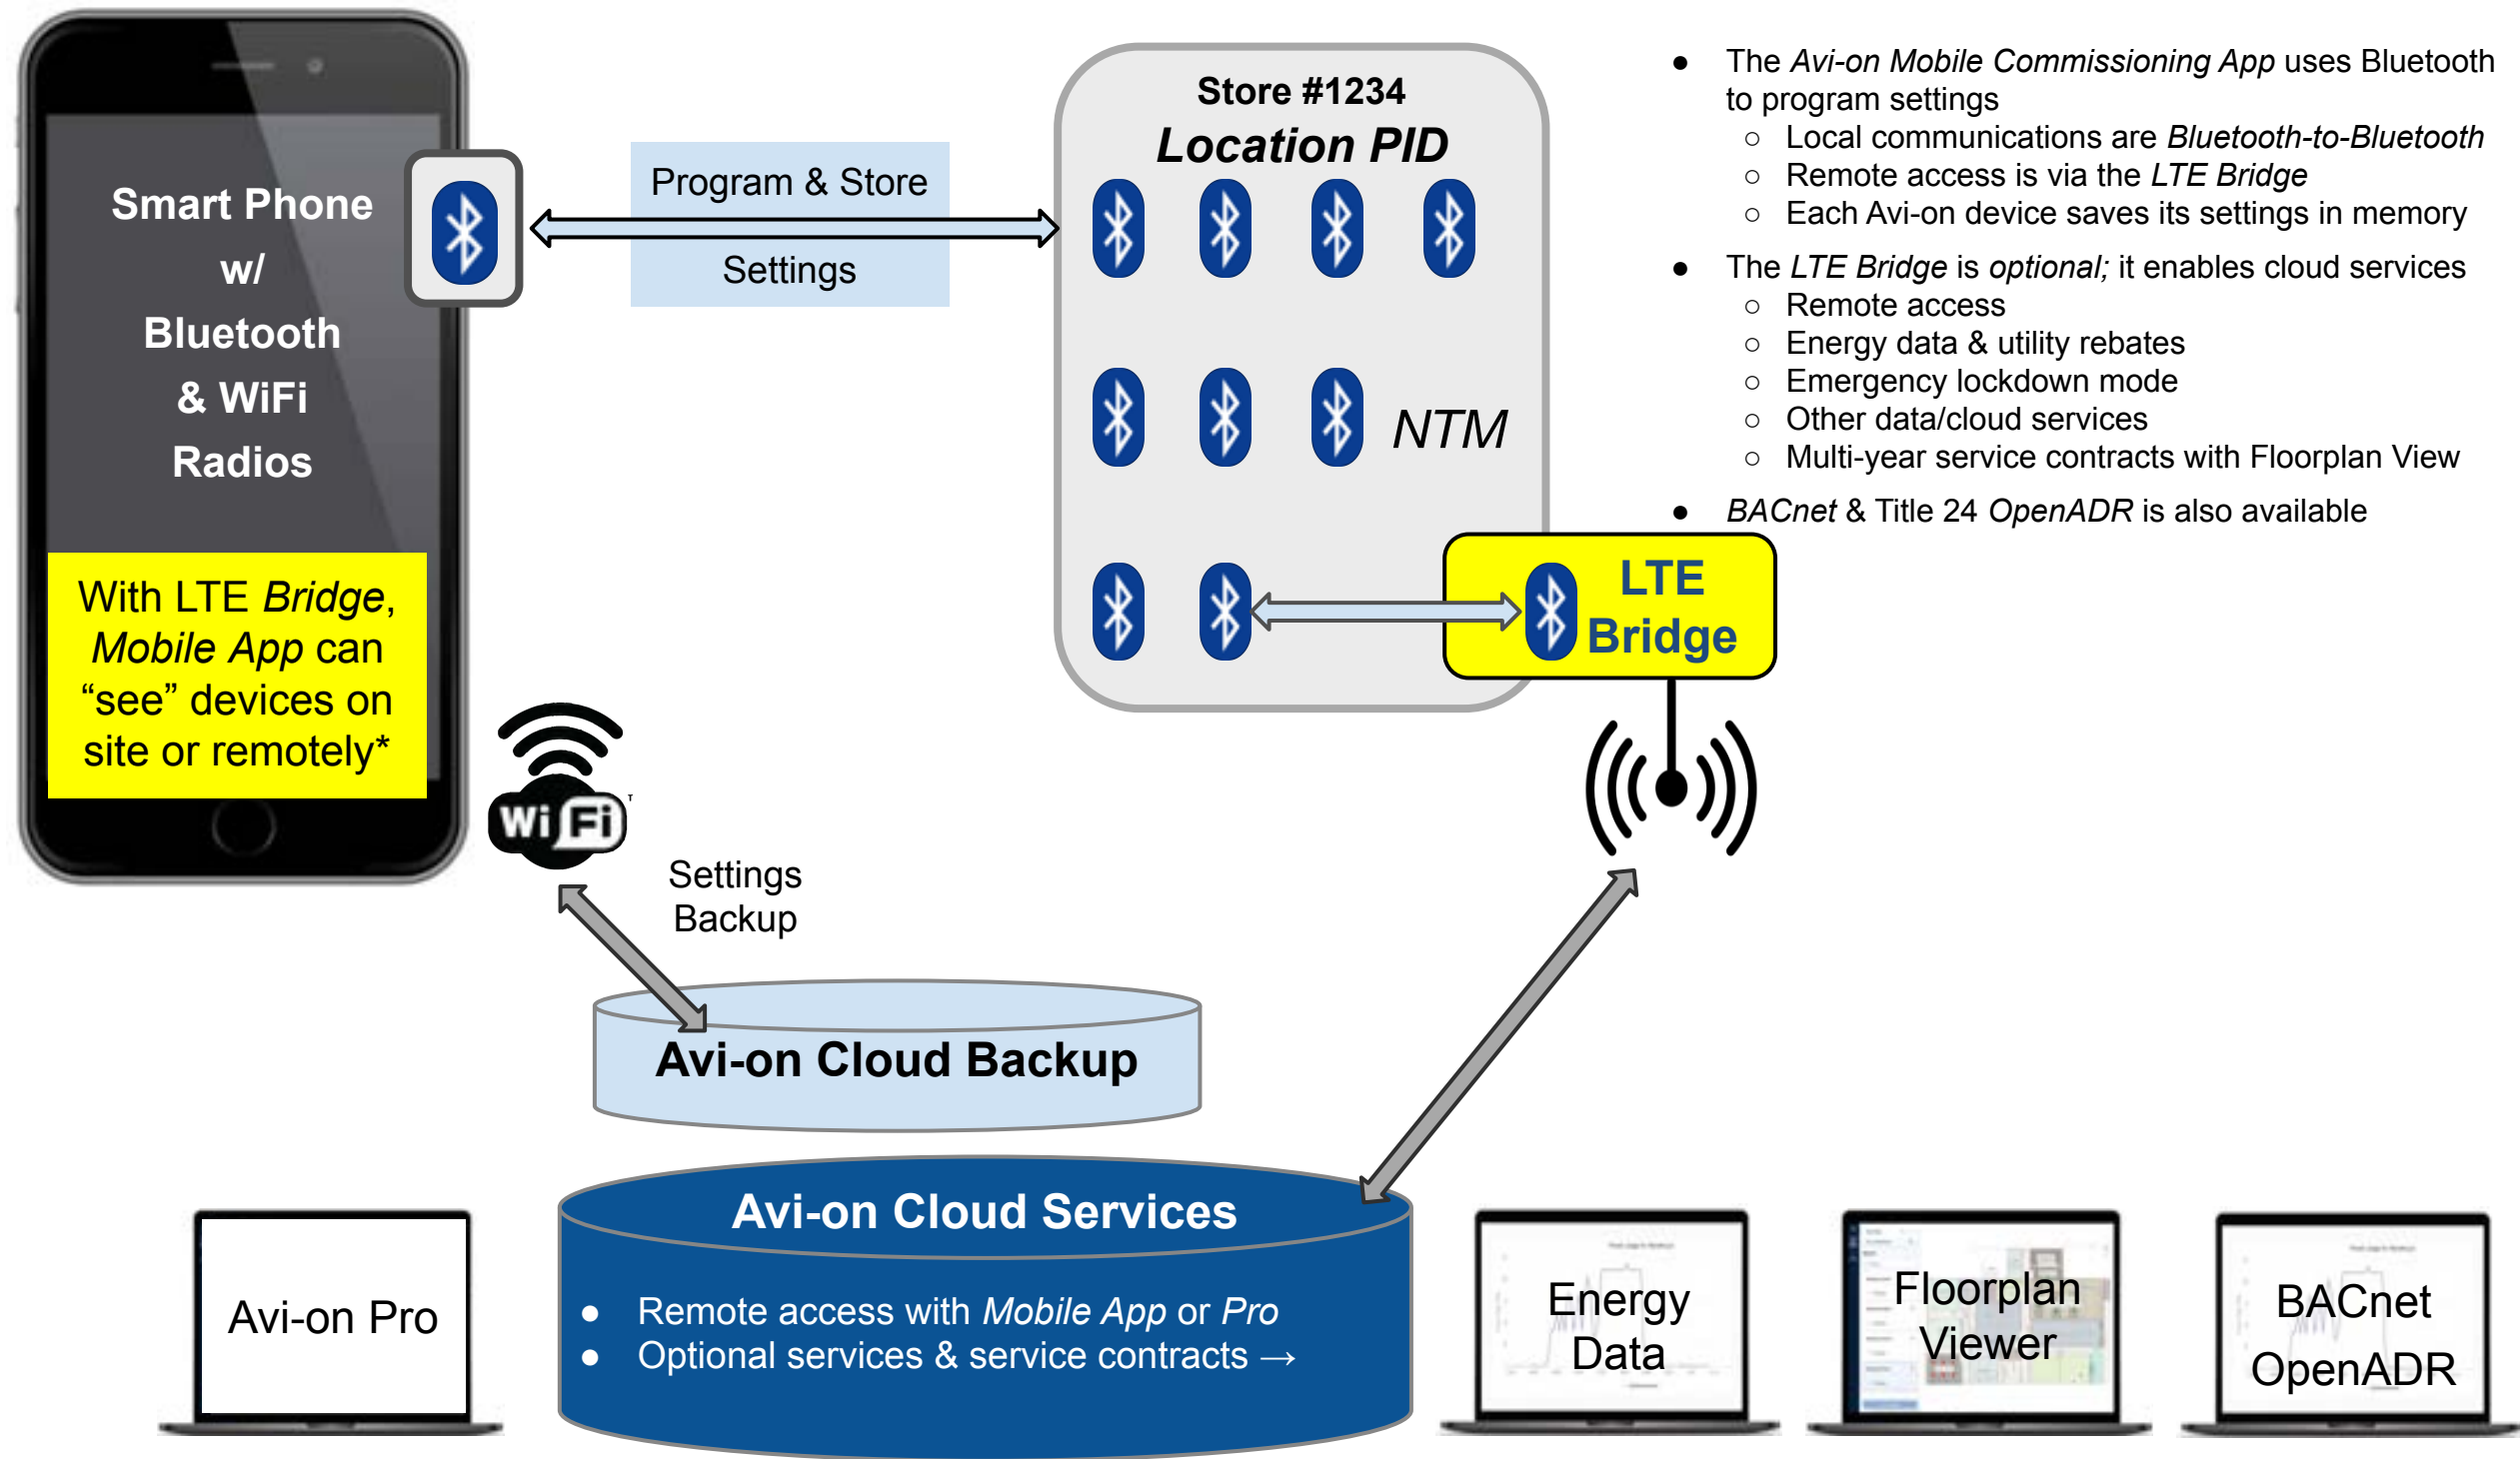 Smart Phone
w/
Bluetooth
& WiFi
Radios
With LTE Bridge,
Mobile App can
“see” devices on
site or remotely*
Program & Store
Settings
Store #1234
Location PID
NTM
LTE
Bridge
● The Avi-on Mobile Commissioning App uses Bluetooth
to program settings
○ Local communications are Bluetooth-to-Bluetooth
○ Remote access is via the LTE Bridge
○ Each Avi-on device saves its settings in memory
● The LTE Bridge is optional; it enables cloud services
○ Remote access
○ Energy data & utility rebates
○ Emergency lockdown mode
○ Other data/cloud services
○ Multi-year service contracts with Floorplan View
● BACnet & Title 24 OpenADR is also available
Wi Fi
Settings
Backup
Avi-on Cloud Backup
Avi-on Cloud Services
● Remote access with Mobile App or Pro
● Optional services & service contracts →
Avi-on Pro
Energy
Data
Floorplan
Viewer
BACnet
OpenADR